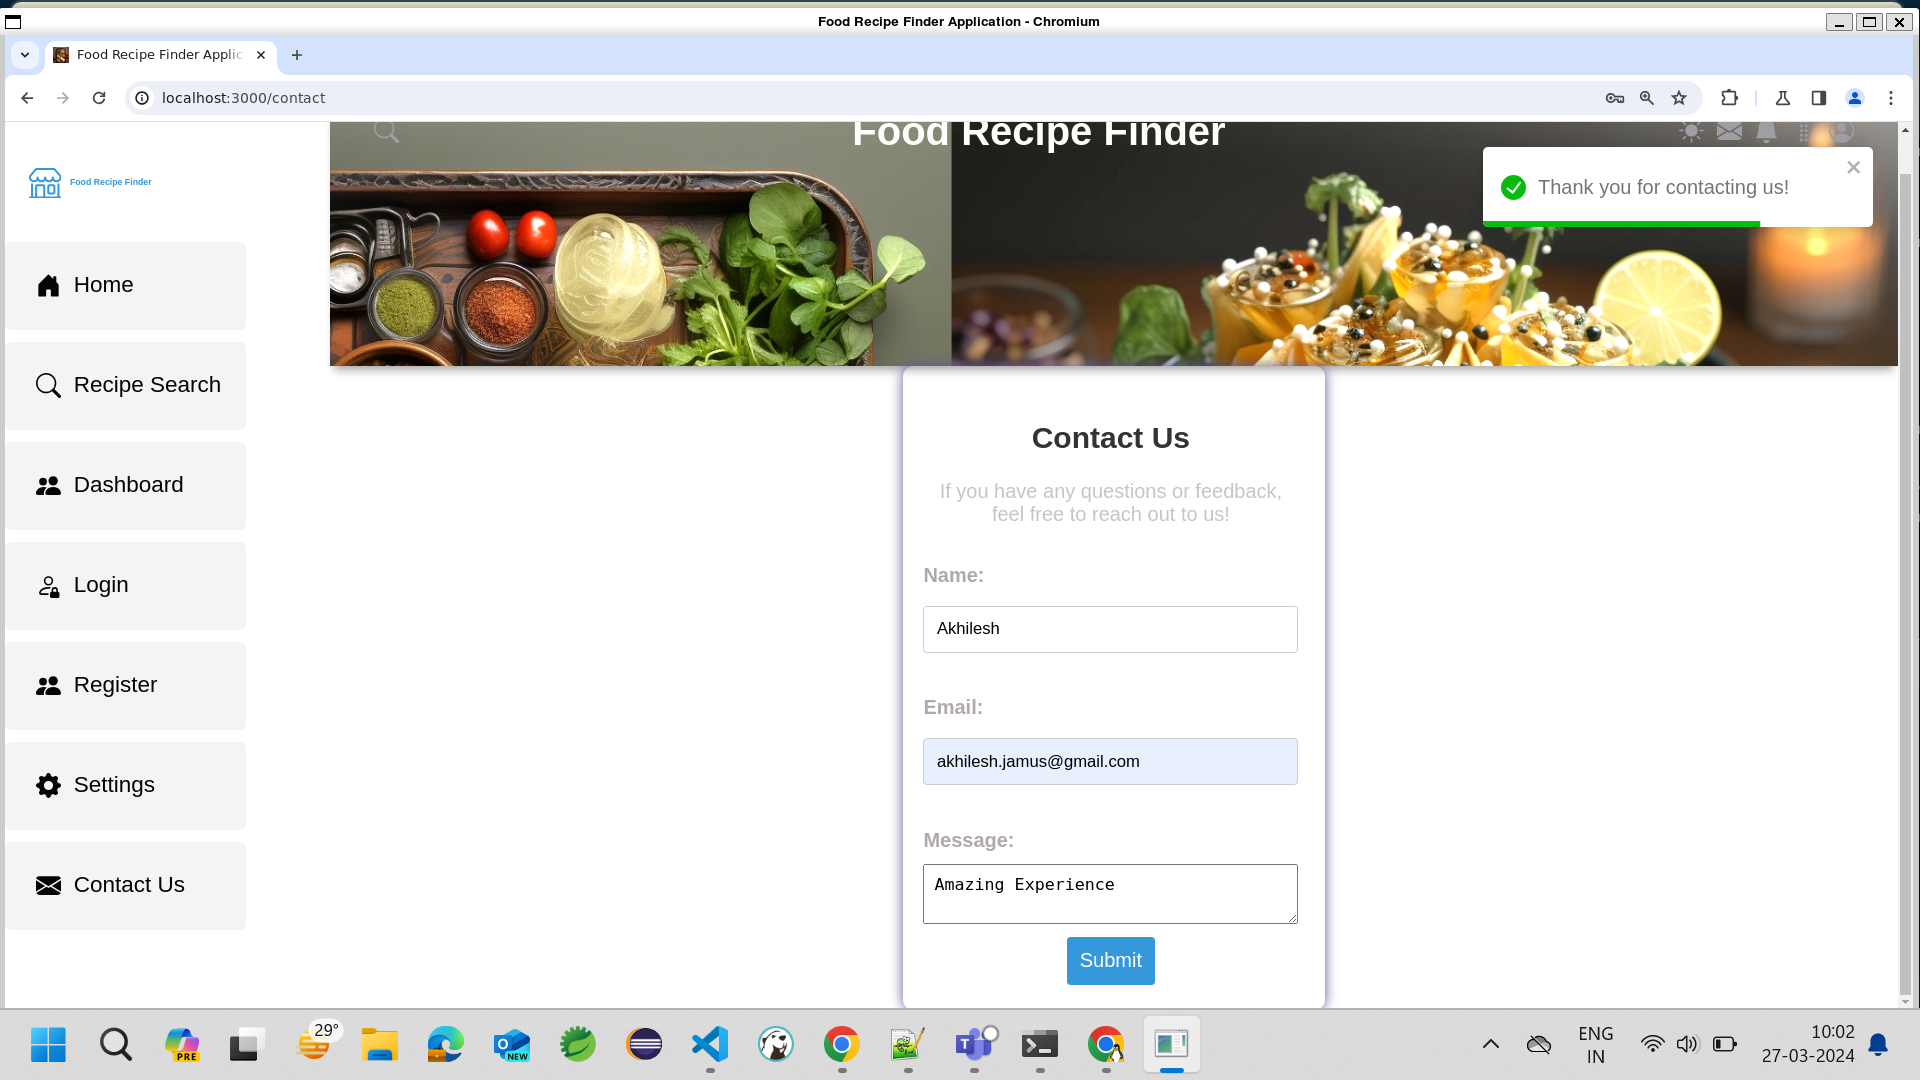 Food Recipe Finder Application - Chromium
Food Recipe Finder Applic
localhost:3000/contact
Food Recipe Finder
Food Recipe Finder
Thank you for contacting us!
Home
Recipe Search
Dashboard
Login
Register
Settings
Contact Us
Contact Us
If you have any questions or feedback,
feel free to reach out to us!
Name:
Akhilesh
Email:
akhilesh.jamus@gmail.com
Message:
Amazing Experience
Submit
PRE
29°
NEW
ENG
IN
10:02
27-03-2024